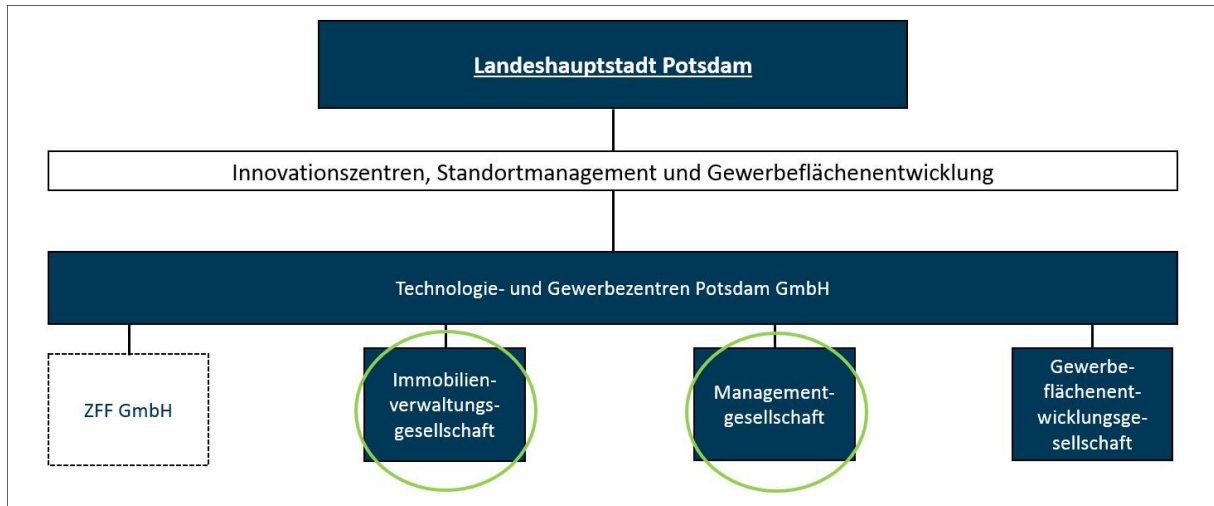 Landeshauptstadt Potsdam
Innovationszentren, Standortmanagement und Gewerbeflächenentwicklung
Technologie- und Gewerbezentren Potsdam GmbH
ZFF GmbH
Immobilien-
verwaltungs-
gesellschaft
Management-
gesellschaft
Gewerbe-
flächenent-
wicklungsge-
sellschaft